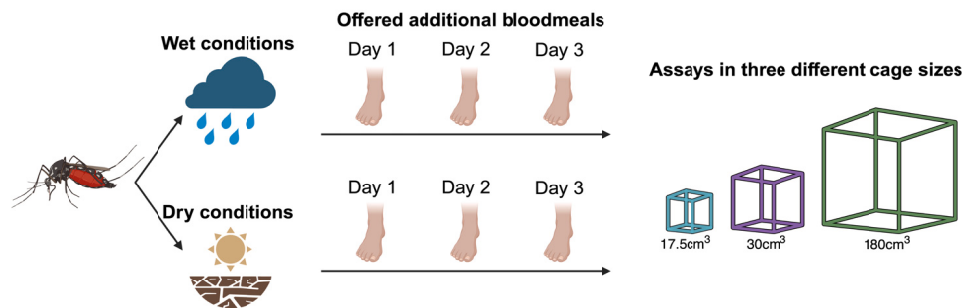 Offered additional bloodmeals
Wet conditions
Day 1 Day 2 Day 3
Assays in three different cage sizes
Day 1 Day 2 Day 3
Dry conditions
17.5cm³ 30cm³ 180cm³